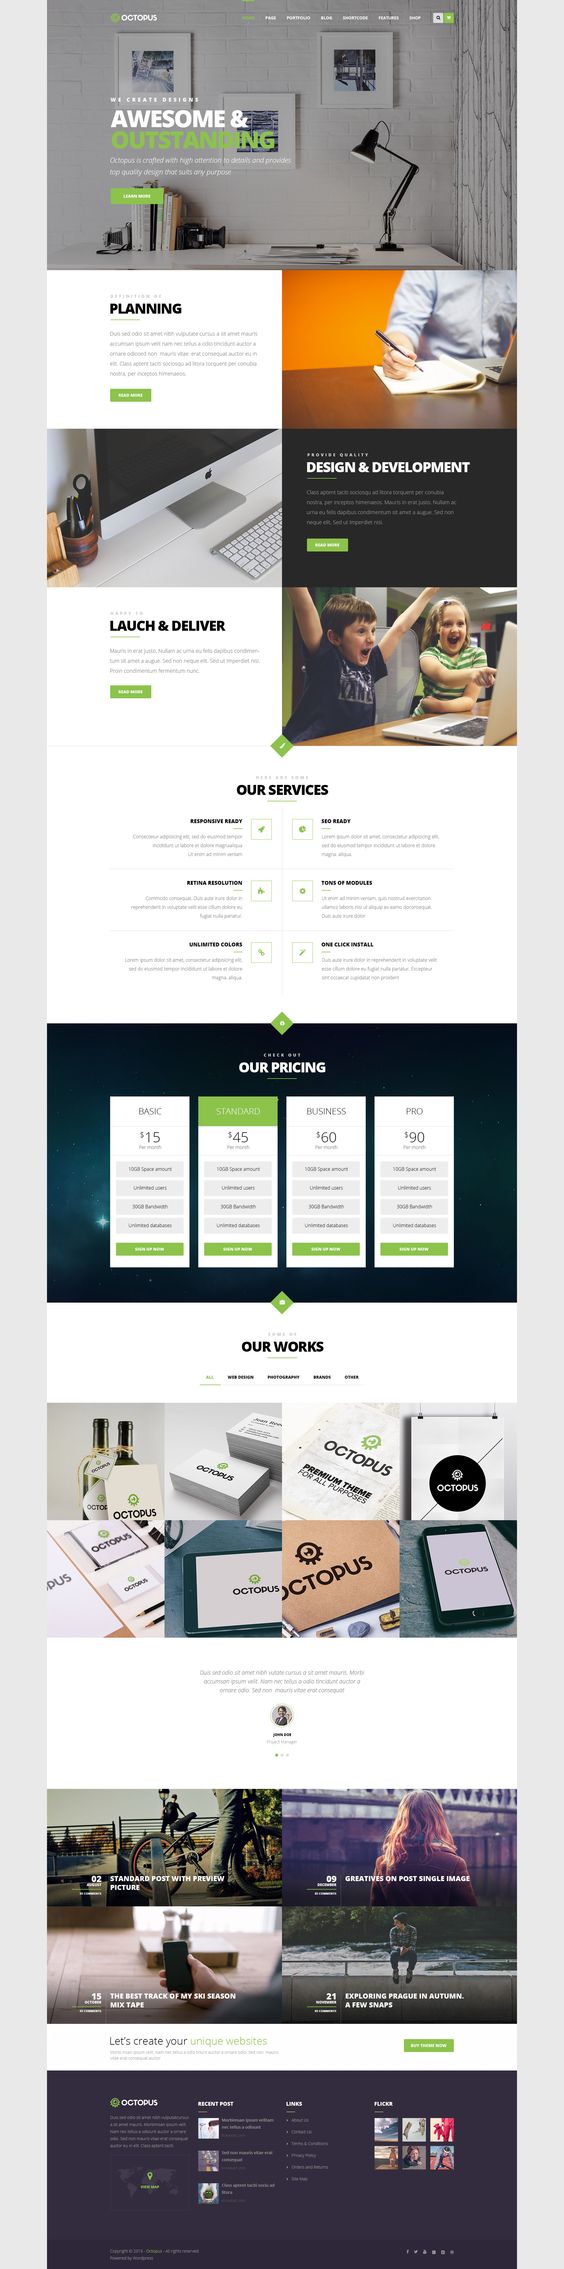 OCTOPUS
HOME PAGE PORTFOLIO BLOG SHORTCODE FEATURES SHOP
WE CREATE DESIGNS
AWESOME &
OUTSTANDING
Octopus is crafted with high attention to details and provides
top quality design that suits any purpose
LEARN MORE
PLANNING
Duis sed odio sit amet nibh vulputate cursus a sit amet mauris
accumsan ipsum velit nam nec tellus a odio tincidunt auctor a
ornare odiosed non mauris vitae erat consequat auctor eu in
elit. Class aptent taciti sociosqu ad litora torquent per conubia
nostra, per inceptos himenaeos.
READ MORE
PROVIDE QUALITY
DESIGN & DEVELOPMENT
Class aptent taciti sociosqu ad litora torquent per conubia
nostra, per inceptos himenaeos. Mauris in erat justo. Nullam ac
urna eu felis dapibus condimentum sit amet a augue. Sed non
neque elit. Sed ut imperdiet nisi.
READ MORE
HAPPY TO
LAUCH & DELIVER
Mauris in erat justo. Nullam ac urna eu felis dapibus condimen-
tum sit amet a augue. Sed non neque elit. Sed ut imperdiet nisi.
Proin condimentum fermentum nunc.
READ MORE
HERE ARE SOME
OUR SERVICES
RESPONSIVE READY
Consectetur adipiscing elit, sed do eiusmod tempor
incididunt ut labore et dolore magnaaliqua
Ut enim ad minim veniam
SEO READY
Lorem ipsum dolor sit amet, consectetur adipiscing elit,
sed do eiusmod tempor incididunt ut labore et dolore
magna aliqua.
RETINA RESOLUTION
Commodo consequat. Duis aute irure dolor in
reprehenderit in voluptate velit esse cillum dolore eu
fugiat nulla pariatur.
TONS OF MODULES
Ut enim ad minim veniam, quis nostrud exercitation
ullamco laboris nisi ut aliquip ex eamo doconsequat.
Duis aute irure dolor
UNLIMITED COLORS
Lorem ipsum dolor sit amet, consectetur adipiscing elit,
sed do eiusmod tempor incididunt ut labore et dolore
magna aliqua.
ONE CLICK INSTALL
Duis aute irure dolor in reprehenderit in voluptate velit
esse cillum dolore eu fugiat nulla pariatur. Excepteur
sint occaecat cupidatat non proident
CHECK OUT
OUR PRICING
BASIC
$15
Per month
10GB Space amount
Unlimited users
30GB Bandwidth
Unlimited databases
SIGN UP NOW
STANDARD
$45
Per month
10GB Space amount
Unlimited users
30GB Bandwidth
Unlimited databases
SIGN UP NOW
BUSINESS
$60
Per month
10GB Space amount
Unlimited users
30GB Bandwidth
Unlimited databases
SIGN UP NOW
PRO
$90
Per month
10GB Space amount
Unlimited users
30GB Bandwidth
Unlimited databases
SIGN UP NOW
SOME OF
OUR WORKS
ALL WEB DESIGN PHOTOGRAPHY BRANDS OTHER
OCTOPUS
OCTOPUS
OCTOPUS
PREMIUM THEME
FOR ALL PURPOSES
OCTOPUS
OCTOPUS
OCTOPUS
OCTOPUS
OCTOPUS
Duis sed odio sit amet nibh vutate cursus a sit amet mauris. Morbi
accumsan ipsum velit. Nam nec tellus a odio tincidunt auctor a
ornare odio. Sed non mauris vitae erat consequat
JOHN DOE
Project Manager
02
AUGUST
STANDARD POST WITH PREVIEW
PICTURE
09
DECEMBER
GREATIVES ON POST SINGLE IMAGE
15
OCTOBER
THE BEST TRACK OF MY SKI SEASON
MIX TAPE
21
NOVEMBER
EXPLORING PRAGUE IN AUTUMN.
A FEW SNAPS
Let's create your unique websites
BUY THEME NOW
OCTOPUS
Duis sed odio sit amet nibh vulputatcursus
a sit amet mauris. Morbi accumsan ipsum
velit. Nam nec tellus a odio tincidunt auctor
a ornare odio. Sed non mauris vitae erat consequat
auctor eu in elit. Class aptent taciti
VIEW MAP
RECENT POST
LINKS
About us
Contact Us
Terms & Conditions
Privacy Policy
Orders and Returns
Site Map
FLICKR
Powered by Wordpress